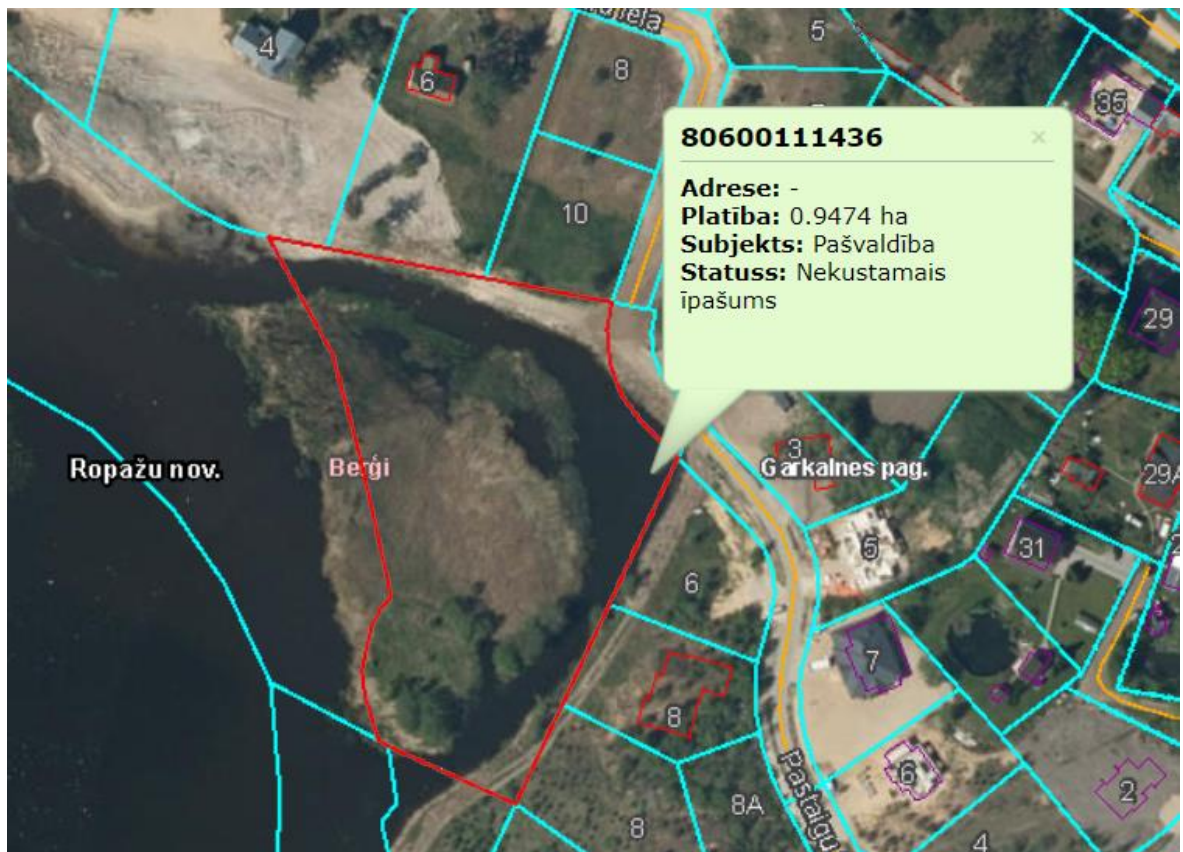 4
6
8
5
35
10
80600111436
×
Adrese: -
Platība: 0.9474 ha
Subjekts: Pašvaldība
Statuss: Nekustamais
īpašums
29
Ropažu nov.
Berģi
3
Garkalnes pag.
29A
5
31
6
7
8
6
2
8A
Pastaigu
8
4